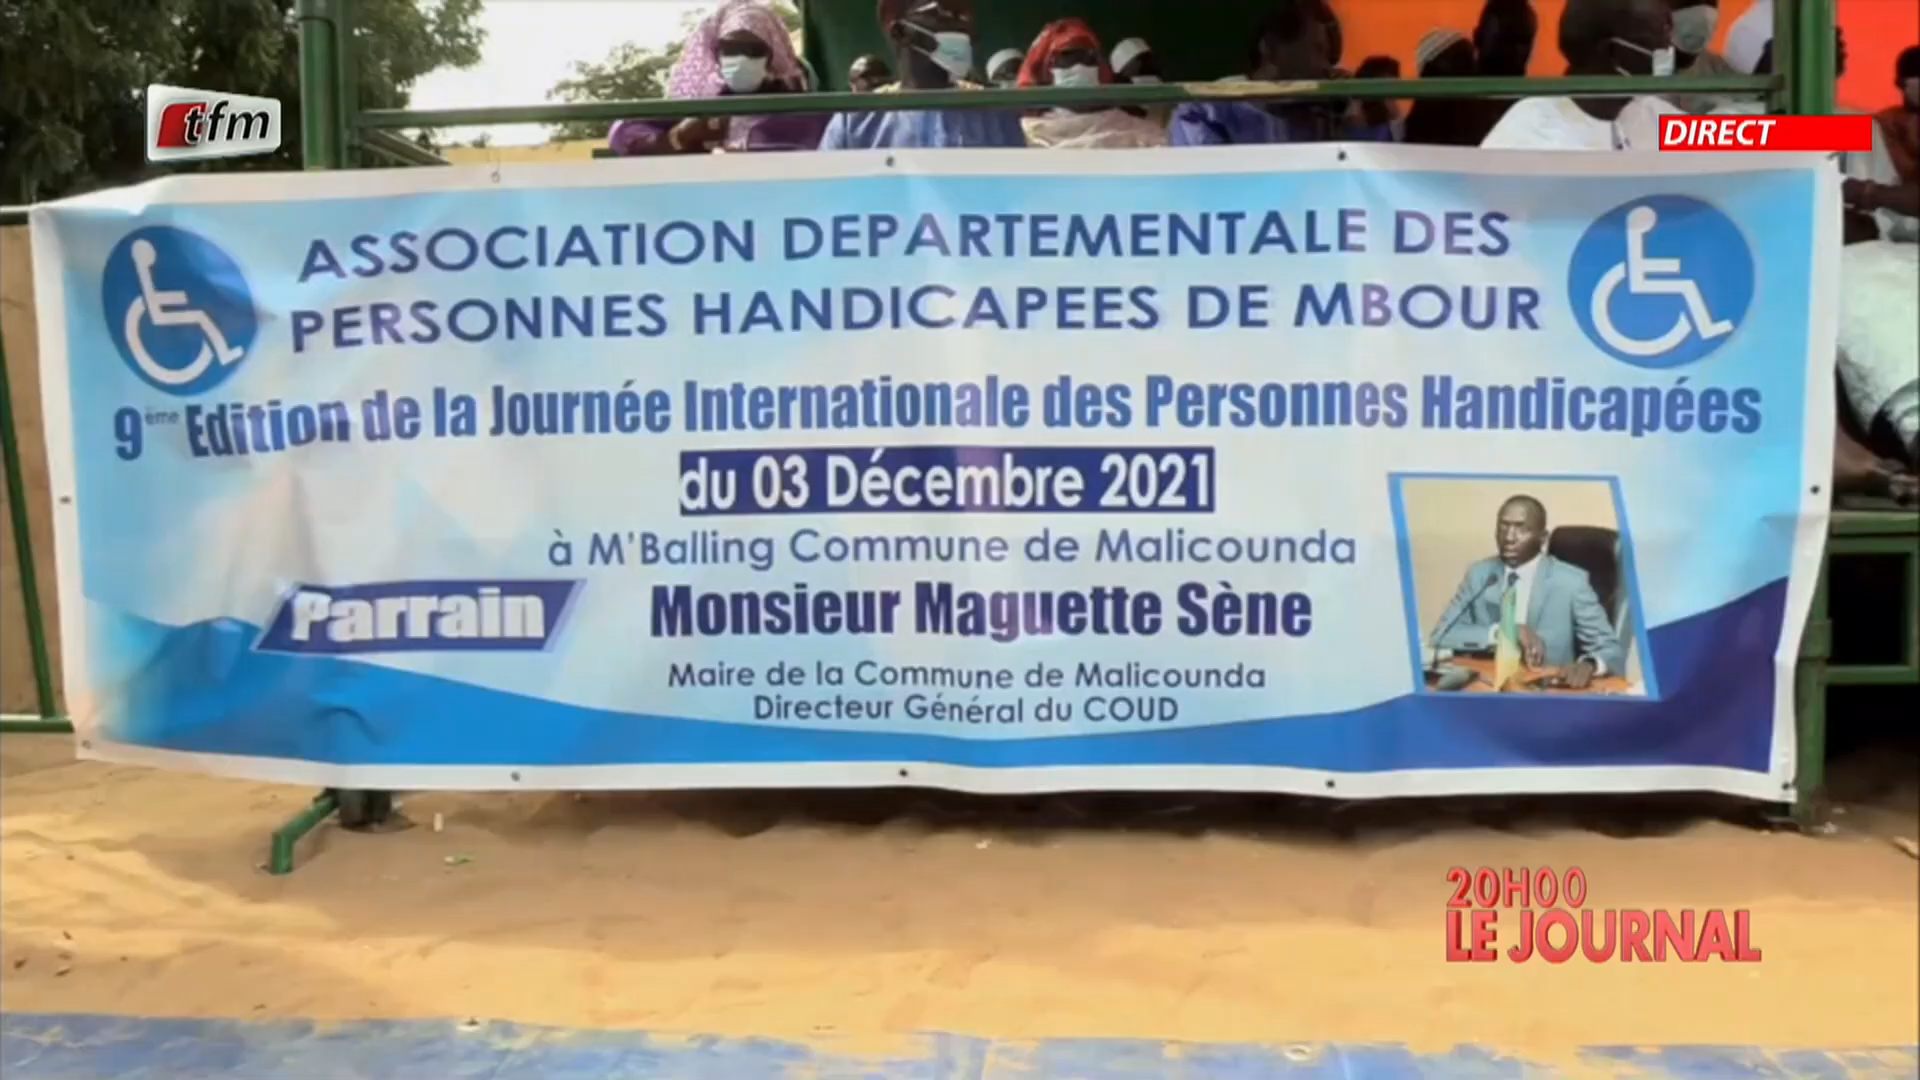 tfm
DIRECT
ASSOCIATION DEPARTEMENTALE DES
PERSONNES HANDICAPEES DE MBOUR
9ème Edition de la Journée Internationale des Personnes Handicapées
du 03 Décembre 2021
à M'Balling Commune de Malicounda
Parrain
Monsieur Maguette Sène
Maire de la Commune de Malicounda
Directeur Général du COUD
20H00
LE JOURNAL